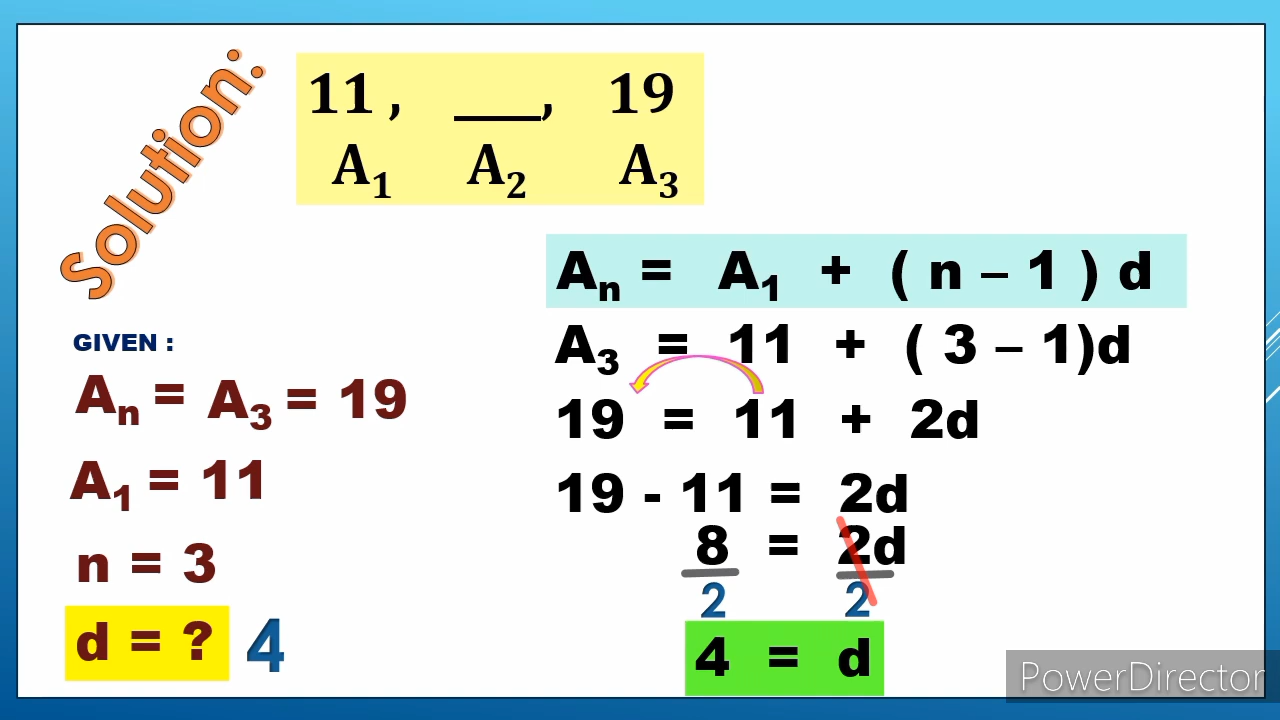 Solution:
11 , ___, 19
A₁ A₂ A₃
GIVEN :
Aₙ = A₃ = 19
A₁ = 11
n = 3
d = ? 4
Aₙ = A₁ + ( n – 1 ) d
A₃ = 11 + ( 3 – 1)d
19 = 11 + 2d
19 - 11 = 2d
8 = 2d
2 2
4 = d
PowerDirector